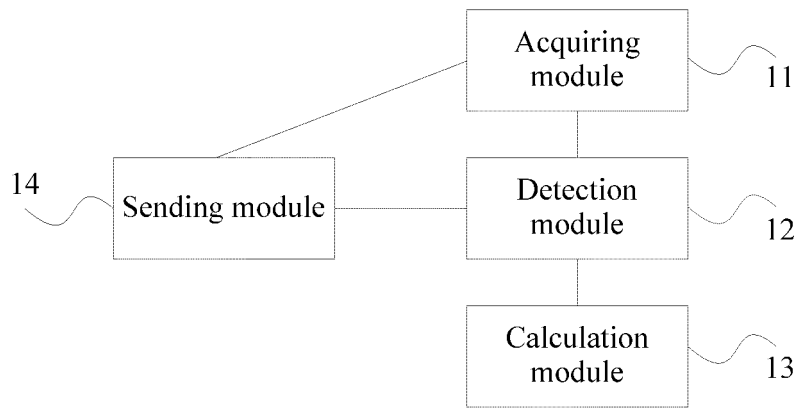 Acquiring
module
11
14
Sending module
Detection
module
12
Calculation
module
13